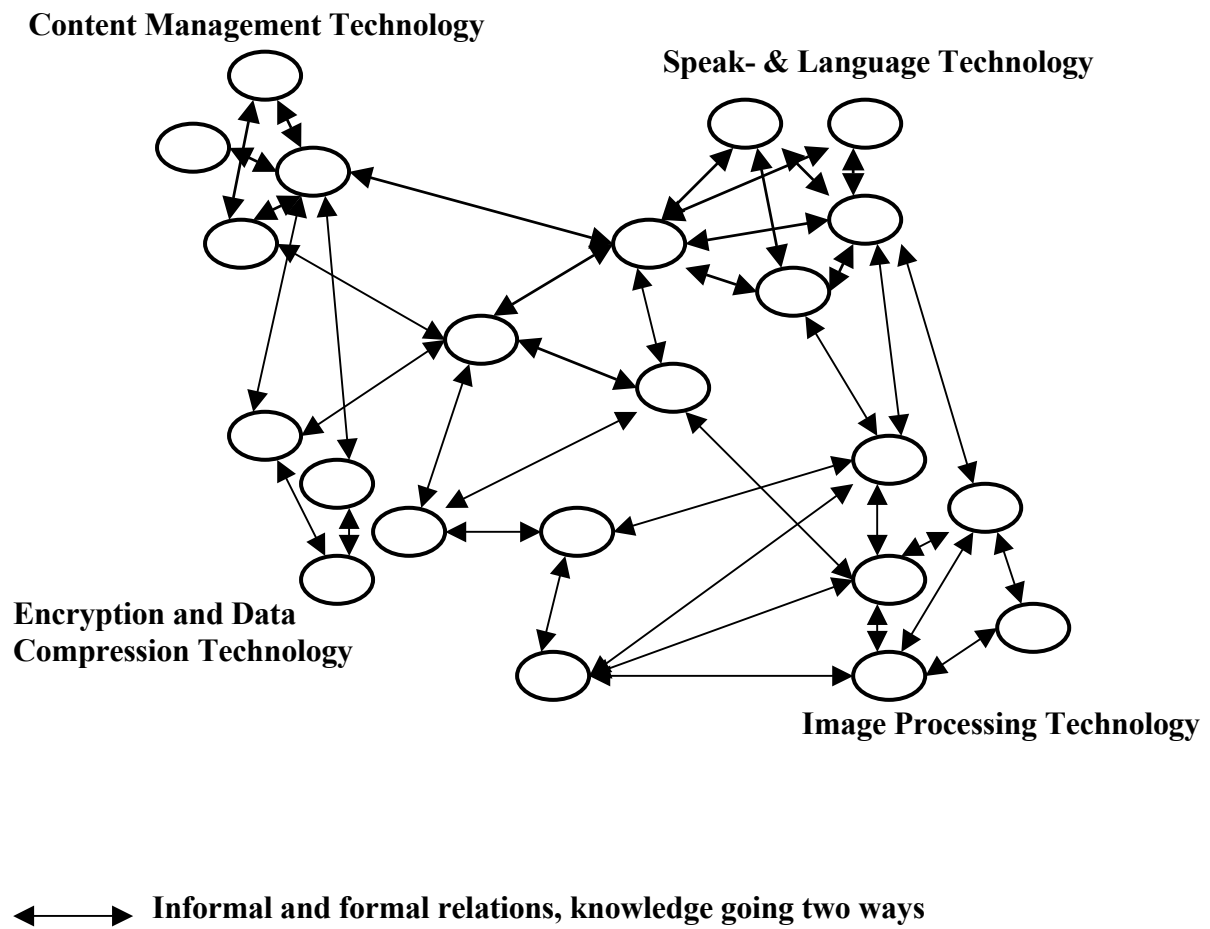 Content Management Technology
Speak- & Language Technology
Encryption and Data
Compression Technology
Image Processing Technology
Informal and formal relations, knowledge going two ways